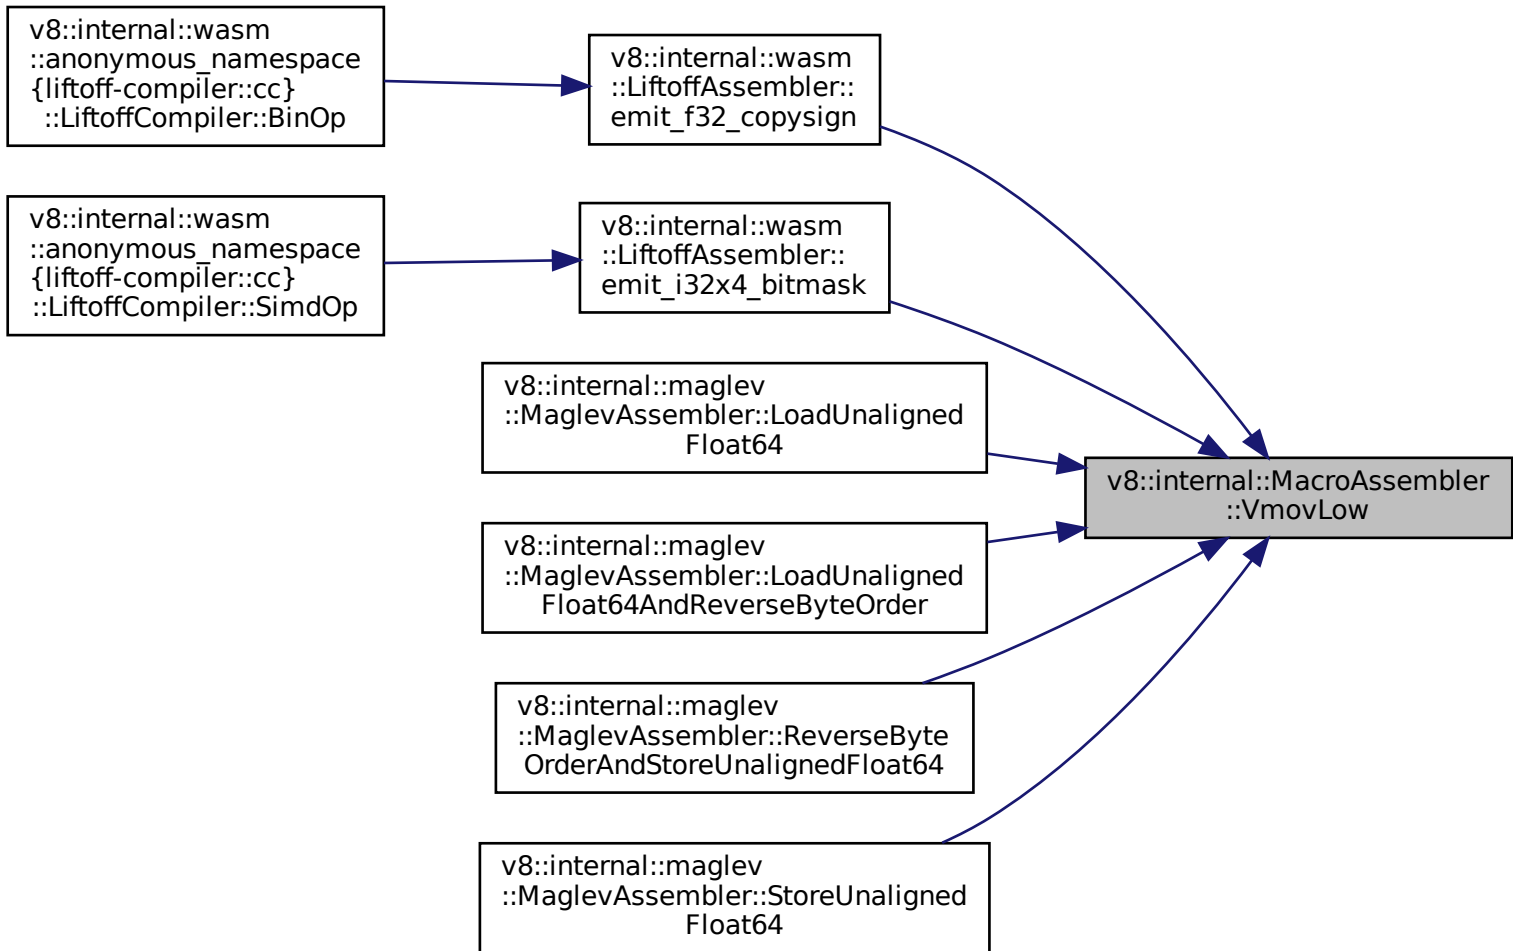 v8::internal::wasm
::anonymous_namespace
{liftoff-compiler::cc}
::LiftoffCompiler::BinOp
v8::internal::wasm
::LiftoffAssembler::
emit_f32_copysign
v8::internal::wasm
::anonymous_namespace
{liftoff-compiler::cc}
::LiftoffCompiler::SimdOp
v8::internal::wasm
::LiftoffAssembler::
emit_i32x4_bitmask
v8::internal::maglev
::MaglevAssembler::LoadUnaligned
Float64
v8::internal::MacroAssembler
::VmovLow
v8::internal::maglev
::MaglevAssembler::LoadUnaligned
Float64AndReverseByteOrder
v8::internal::maglev
::MaglevAssembler::ReverseByte
OrderAndStoreUnalignedFloat64
v8::internal::maglev
::MaglevAssembler::StoreUnaligned
Float64